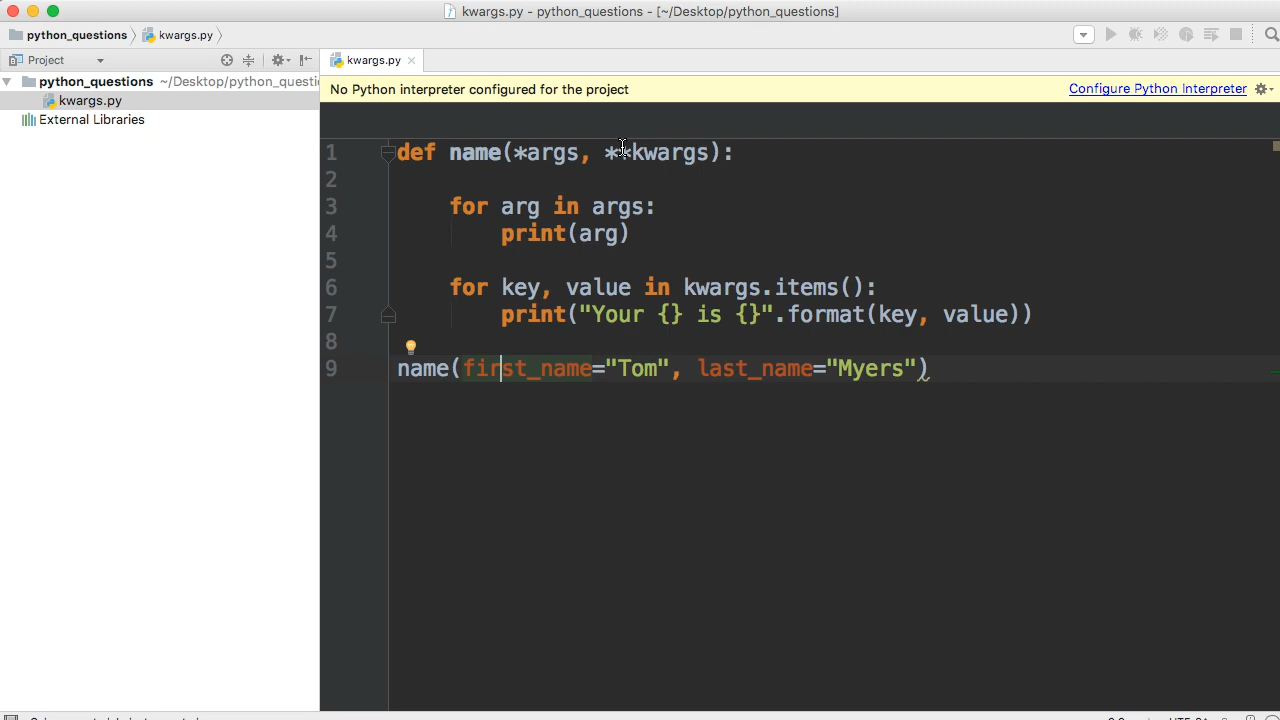 kwargs.py - python_questions - [~/Desktop/python_questions]
python_questions kwargs.py
Project
kwargs.py
python_questions ~/Desktop/python_questi
kwargs.py
External Libraries
No Python interpreter configured for the project Configure Python Interpreter
1 def name(*args, **kwargs):
2
3 for arg in args:
4 print(arg)
5
6 for key, value in kwargs.items():
7 print("Your {} is {}".format(key, value))
8
9 name(first_name="Tom", last_name="Myers")